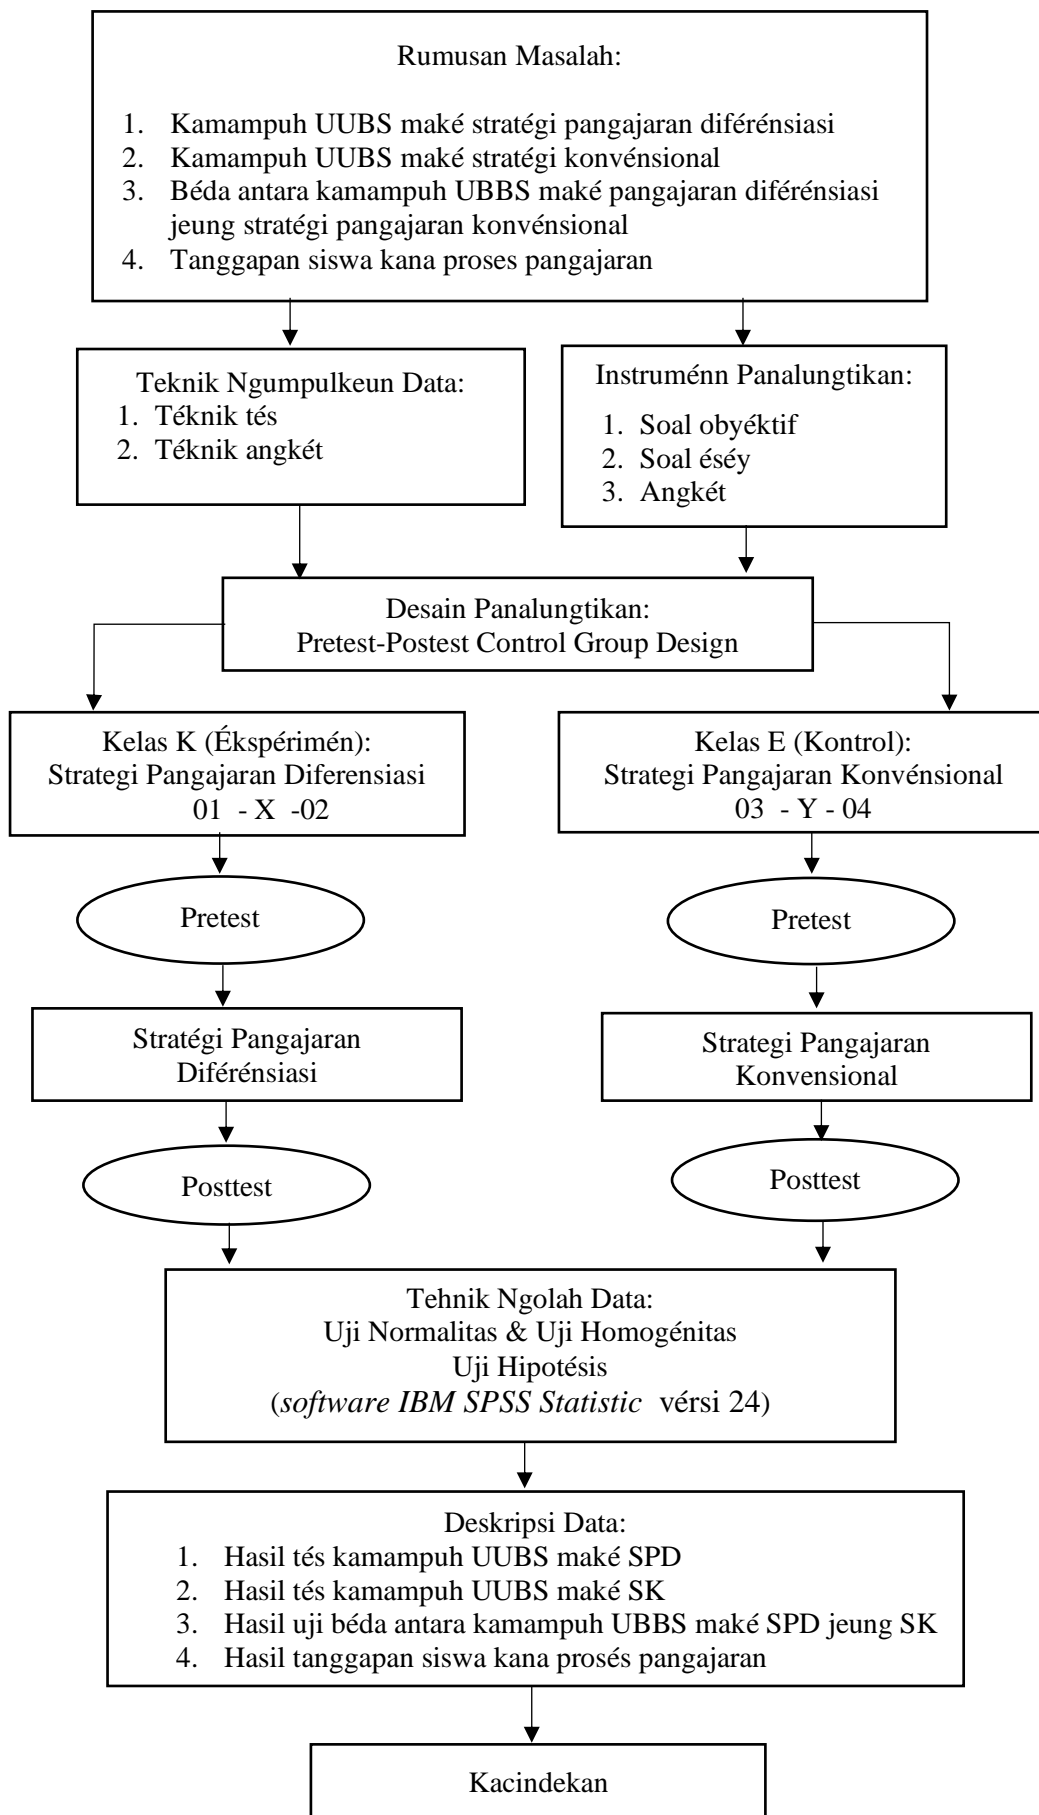 Rumusan Masalah:
1. Kamampuh UUBS maké stratégi pangajaran diférénsiasi
2. Kamampuh UUBS maké stratégi konvénsional
3. Béda antara kamampuh UBBS maké pangajaran diférénsiasi
jeung stratégi pangajaran konvénsional
4. Tanggapan siswa kana proses pangajaran
Teknik Ngumpulkeun Data:
1. Téknik tés
2. Téknik angkét
Instruménn Panalungtikan:
1. Soal obyéktif
2. Soal éséy
3. Angkét
Desain Panalungtikan:
Pretest-Postest Control Group Design
Kelas K (Ékspérimén):
Strategi Pangajaran Diferensiasi
01 - X -02
Kelas E (Kontrol):
Strategi Pangajaran Konvénsional
03 - Y - 04
Pretest
Pretest
Stratégi Pangajaran
Diférénsiasi
Strategi Pangajaran
Konvensional
Posttest
Posttest
Tehnik Ngolah Data:
Uji Normalitas & Uji Homogénitas
Uji Hipotésis
(software IBM SPSS Statistic vérsi 24)
Deskripsi Data:
1. Hasil tés kamampuh UUBS maké SPD
2. Hasil tés kamampuh UUBS maké SK
3. Hasil uji béda antara kamampuh UBBS maké SPD jeung SK
4. Hasil tanggapan siswa kana prosés pangajaran
Kacindekan